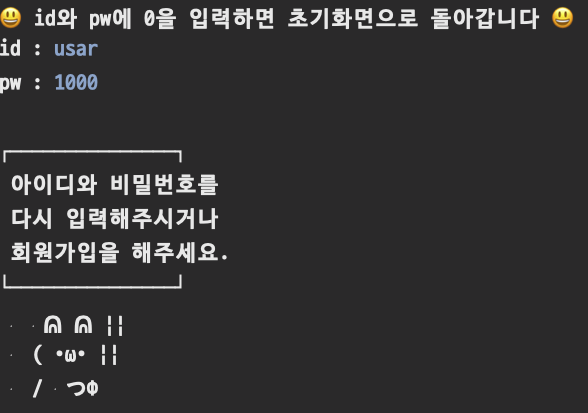 😃 id와 pw에 0을 입력하면 초기화면으로 돌아갑니다 😃
id : usar
pw : 1000
┌────────────────┐
아이디와 비밀번호를
다시 입력해주시거나
회원가입을 해주세요.
└────────────────┘
· ·ᕱ ᕱ ¦¦
· ( •ω• ¦¦
· / ·つΦ